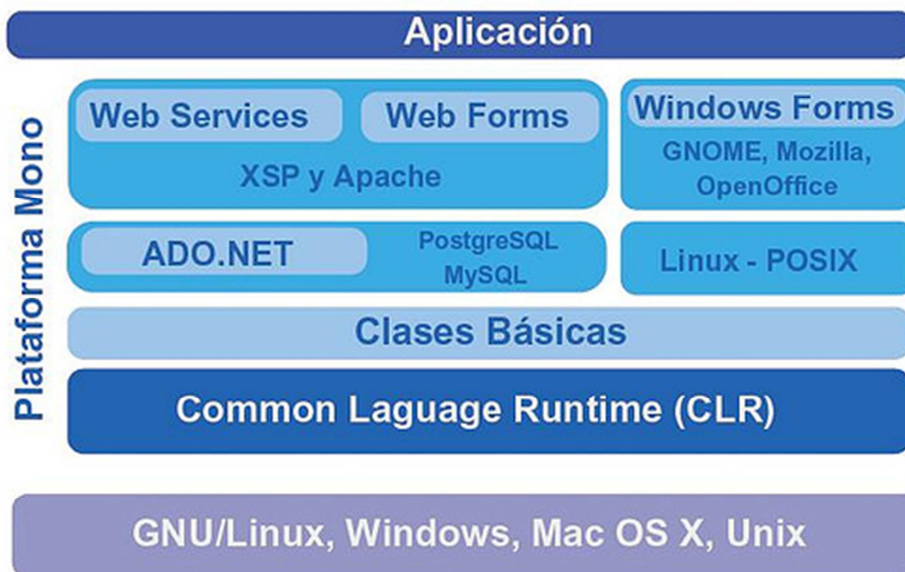 Aplicación
Plataforma Mono
Web Services
Web Forms
XSP y Apache
Windows Forms
GNOME, Mozilla,
OpenOffice
ADO.NET
PostgreSQL
MySQL
Linux - POSIX
Clases Básicas
Common Laguage Runtime (CLR)
GNU/Linux, Windows, Mac OS X, Unix